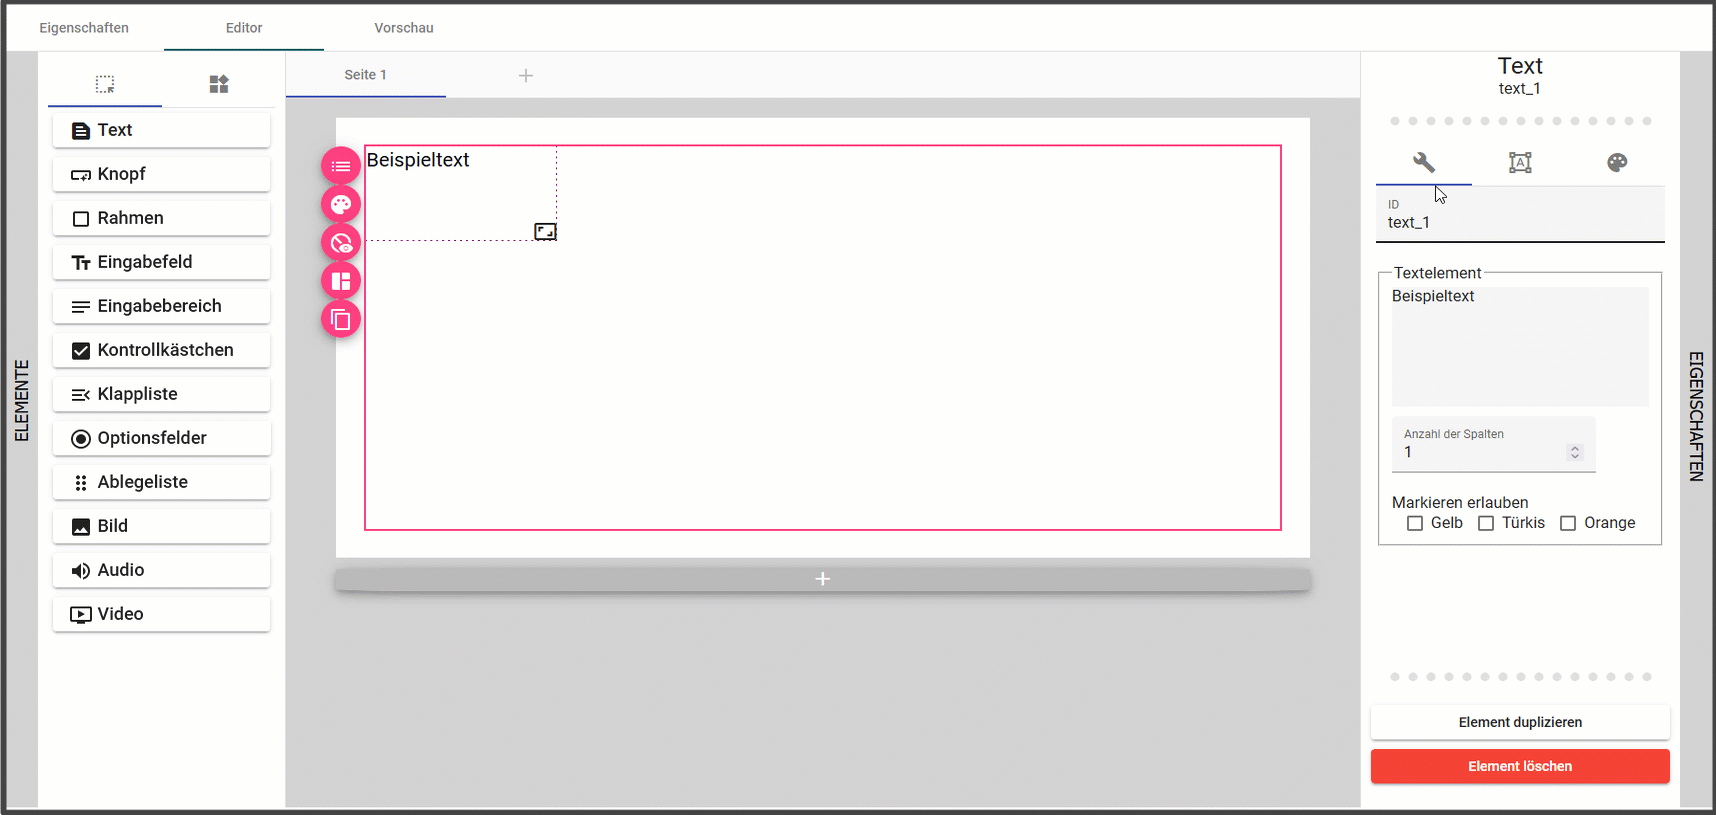 Eigenschaften
Editor
Vorschau
ELEMENTE
Text
Knopf
Rahmen
Eingabefeld
Eingabebereich
Kontrollkästchen
Klappliste
Optionsfelder
Ablegeliste
Bild
Audio
Video
Seite 1
+
Beispieltext
+
Text
text_1
ID
text_1
Textelement
Beispieltext
Anzahl der Spalten
1
Markieren erlauben
Gelb Türkis Orange
Element duplizieren
Element löschen
EIGENSCHAFTEN